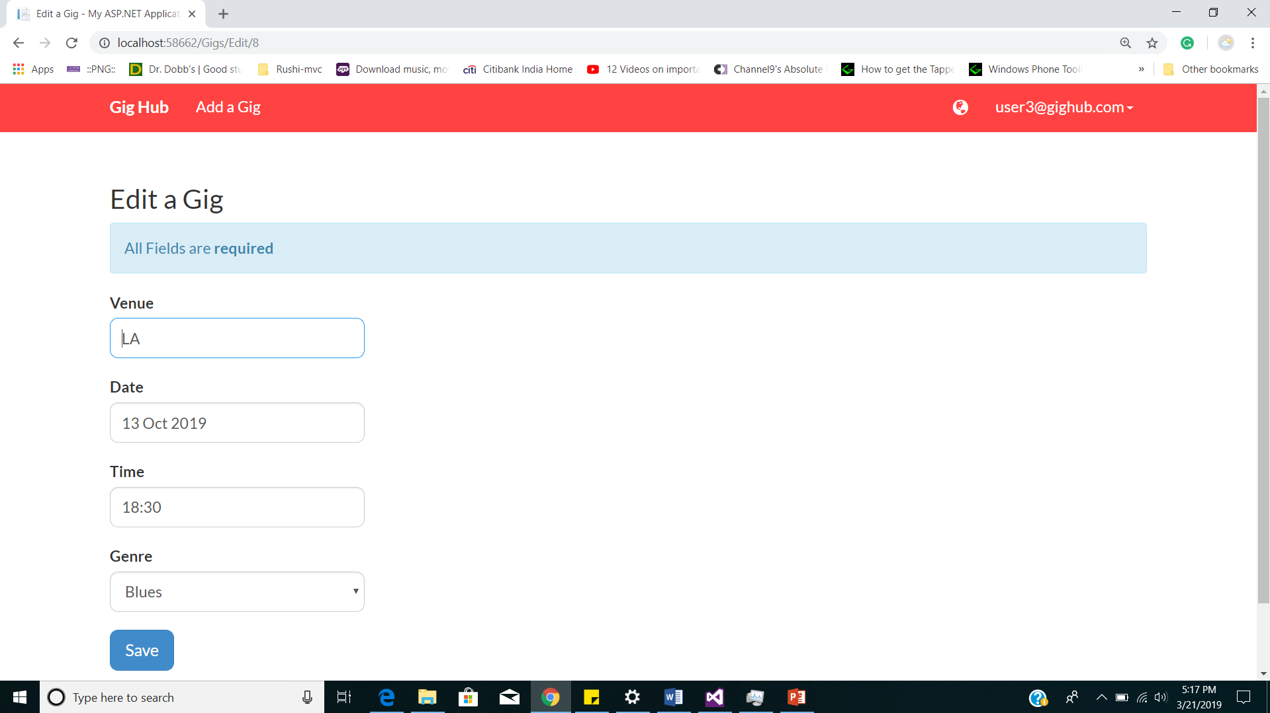 Edit a Gig - My ASP.NET Applicat
localhost:58662/Gigs/Edit/8
Apps ::PNG:: Dr. Dobb's | Good stu Rushi-mvc Download music, mo Citibank India Home 12 Videos on importa Channel9's Absolute How to get the Tappe Windows Phone Tool » Other bookmarks
Gig Hub Add a Gig user3@gighub.com
Edit a Gig
All Fields are required
Venue
LA
Date
13 Oct 2019
Time
18:30
Genre
Blues
Save
Type here to search
5:17 PM
3/21/2019